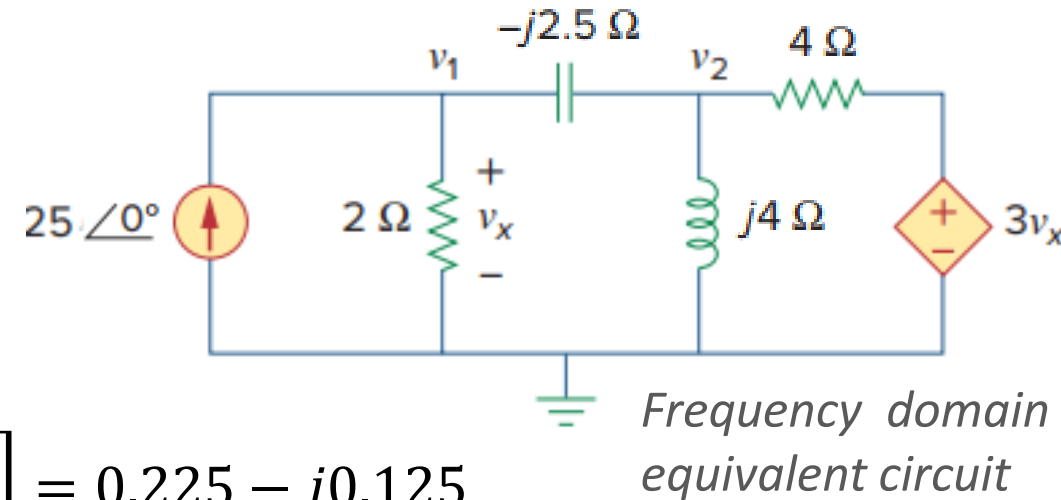 −j2.5 Ω
4 Ω
v₁
v₂
25 ∠0°
2 Ω
+
vₓ
−
j4 Ω
+
−
3vₓ
Frequency domain
equivalent circuit
] = 0.225 − j0.125